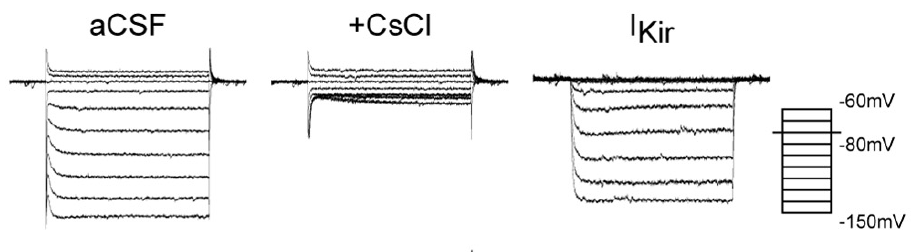 aCSF
+CsCl
IKir
-60mV
-80mV
-150mV